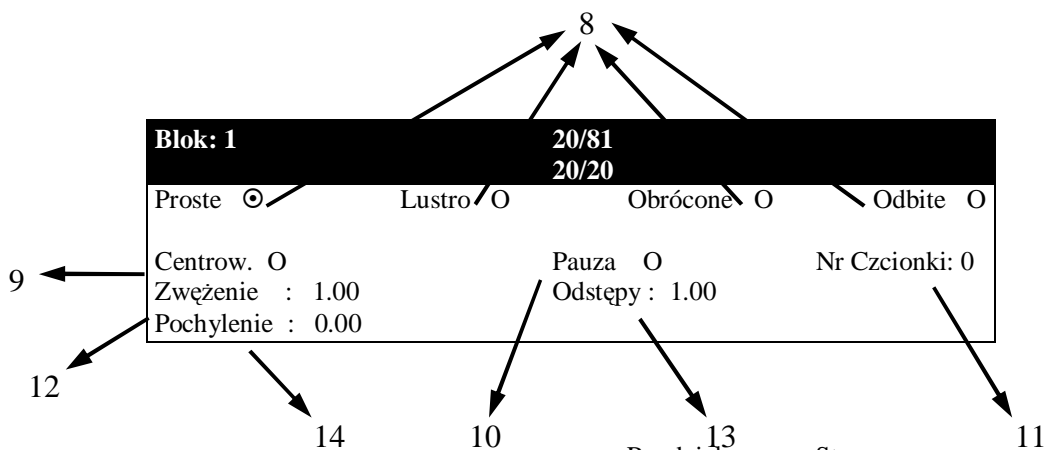 8
Blok: 1 20/81
20/20
Proste ⊙ Lustro O Obrócone O Odbite O
Centrow. O Pauza O Nr Czcionki: 0
9
Zwężenie : 1.00 Odstępy : 1.00
Pochylenie : 0.00
12
14 10 13 11